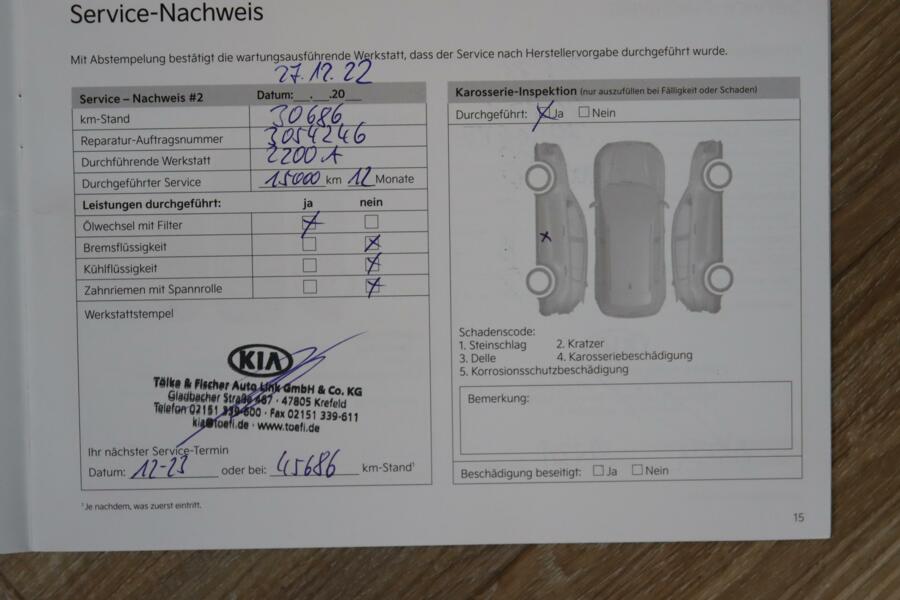 Service-Nachweis
Mit Abstempelung bestätigt die wartungsausführende Werkstatt, dass der Service nach Herstellervorgabe durchgeführt wurde.
27.12.22
Service – Nachweis #2 Datum: __.__.20__
km-Stand 30686
Reparatur-Auftragsnummer 3054246
Durchführende Werkstatt 2200A
Durchgeführter Service 15000 km 12 Monate
Leistungen durchgeführt: ja nein
Ölwechsel mit Filter
Bremsflüssigkeit
Kühlflüssigkeit
Zahnriemen mit Spannrolle
Werkstattstempel
KIA
Tölke & Fischer Auto Link GmbH & Co. KG
Gladbacher Straße 487 · 47805 Krefeld
Telefon 02151 339-600 · Fax 02151 339-611
kia@toefi.de · www.toefi.de
Ihr nächster Service-Termin
Datum: 12-23 oder bei: 45686 km-Stand¹
¹Je nachdem, was zuerst eintritt.
Karosserie-Inspektion (nur auszufüllen bei Fälligkeit oder Schaden)
Durchgeführt: Ja Nein
Schadenscode:
1. Steinschlag 2. Kratzer
3. Delle 4. Karosseriebeschädigung
5. Korrosionsschutzbeschädigung
Bemerkung:
Beschädigung beseitigt: Ja Nein
15